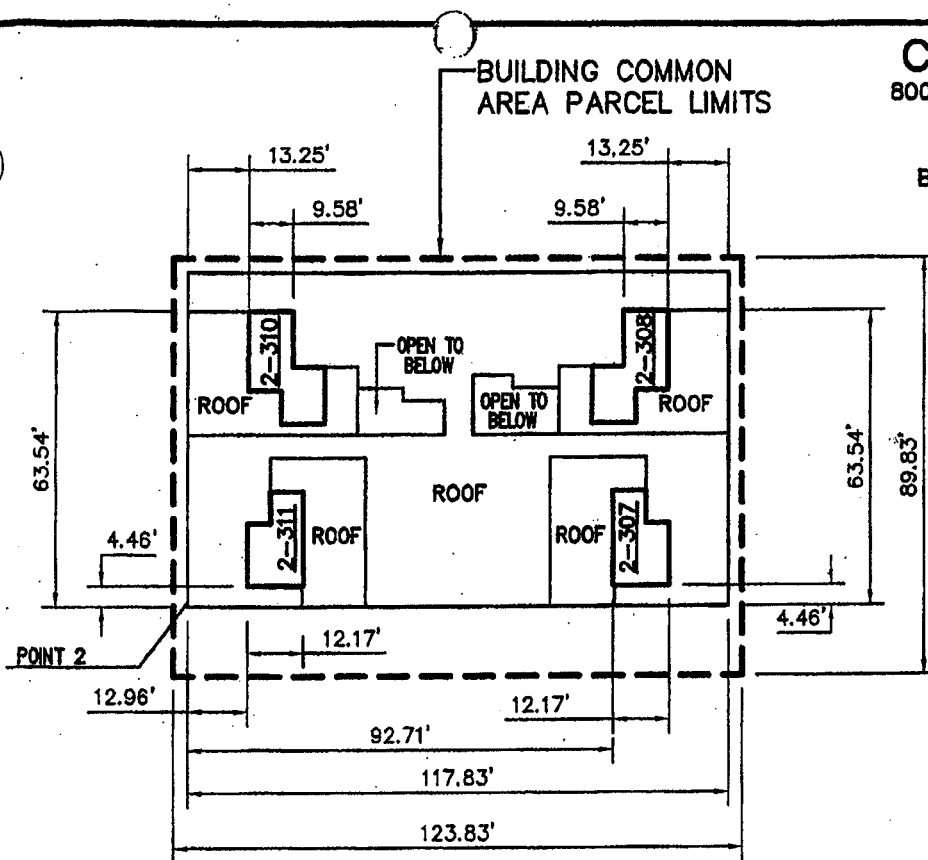 BUILDING COMMON
AREA PARCEL LIMITS
C
800
B
13.25'
13.25'
9.58'
9.58'
2-310
2-308
OPEN TO
BELOW
OPEN TO
BELOW
ROOF
ROOF
63.54'
63.54'
89.83'
ROOF
2-311
ROOF
ROOF
2-307
4.46'
4.46'
POINT 2
12.17'
12.96'
12.17'
92.71'
117.83'
123.83'